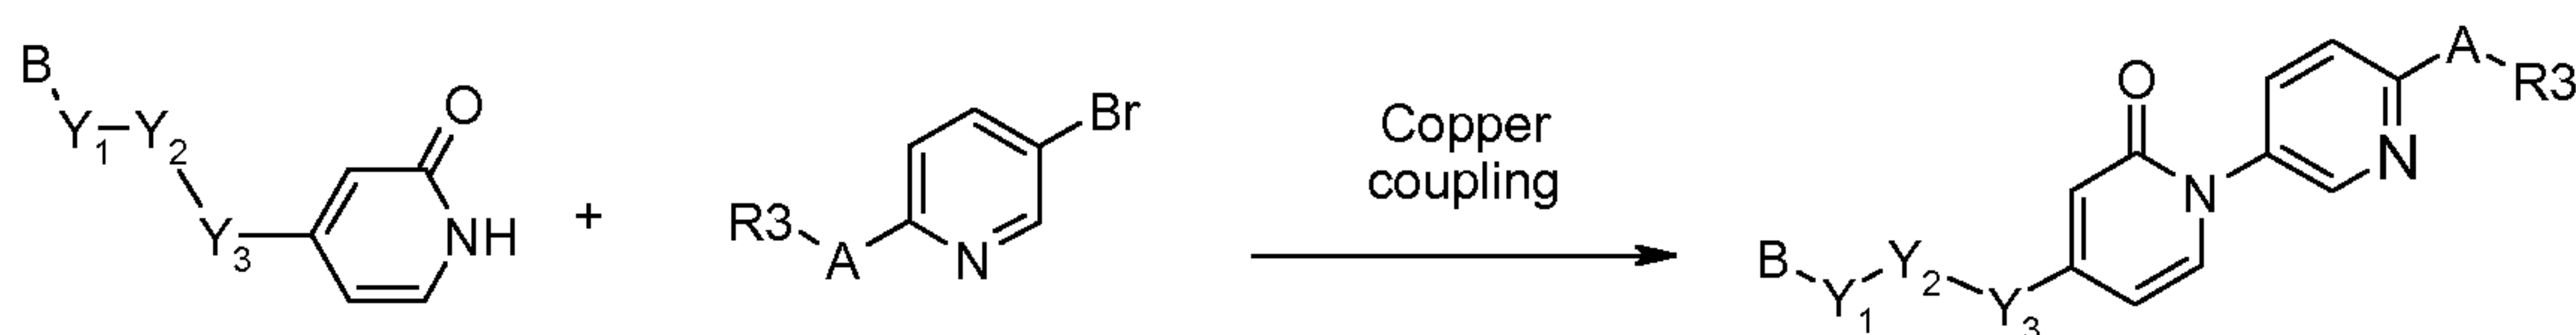 B
Y1-Y2
Y3
O
NH
+
R3
A
N
Br
Copper
coupling
O
N
A
R3
N
B
Y1
Y2
Y3